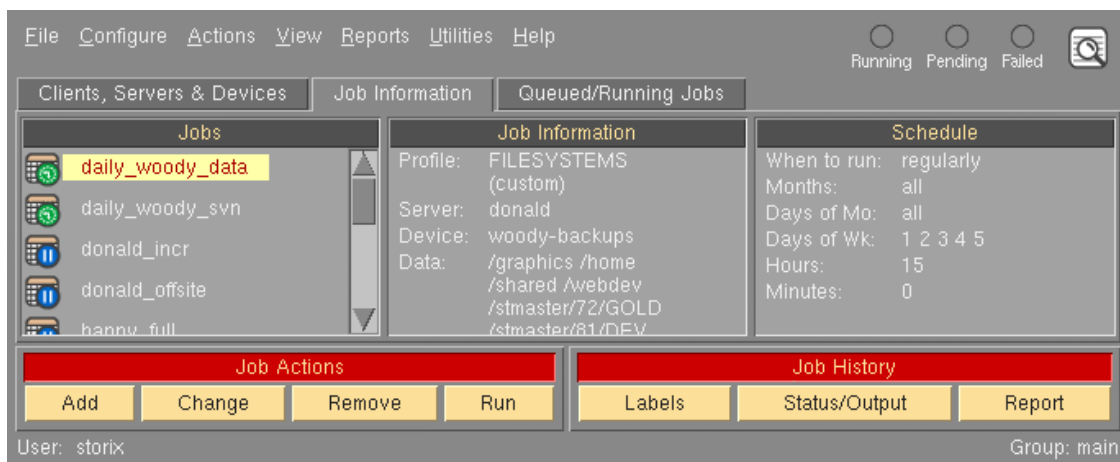 File Configure Actions View Reports Utilities Help
Running Pending Failed
Clients, Servers & Devices Job Information Queued/Running Jobs
Jobs
daily_woody_data
daily_woody_svn
donald_incr
donald_offsite
happy_full
Job Information
Profile: FILESYSTEMS
(custom)
Server: donald
Device: woody-backups
Data: /graphics /home
/shared /webdev
/stmaster/72/GOLD
/stmaster/81/DEV
Schedule
When to run: regularly
Months: all
Days of Mo: all
Days of Wk: 1 2 3 4 5
Hours: 15
Minutes: 0
Job Actions
Add Change Remove Run
Job History
Labels Status/Output Report
User: storix
Group: main